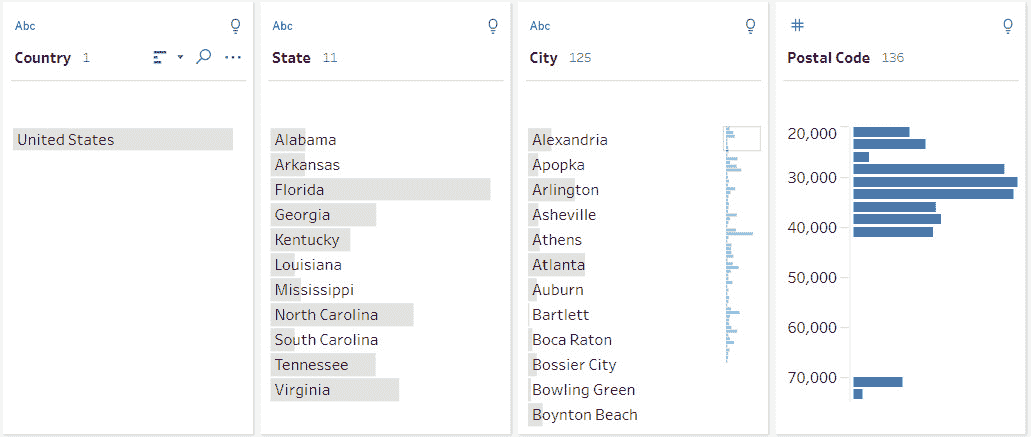 Abc
Country 1
United States
Abc
State 11
Alabama
Arkansas
Florida
Georgia
Kentucky
Louisiana
Mississippi
North Carolina
South Carolina
Tennessee
Virginia
Abc
City 125
Alexandria
Apopka
Arlington
Asheville
Athens
Atlanta
Auburn
Bartlett
Boca Raton
Bossier City
Bowling Green
Boynton Beach
#
Postal Code 136
20,000
30,000
40,000
50,000
60,000
70,000